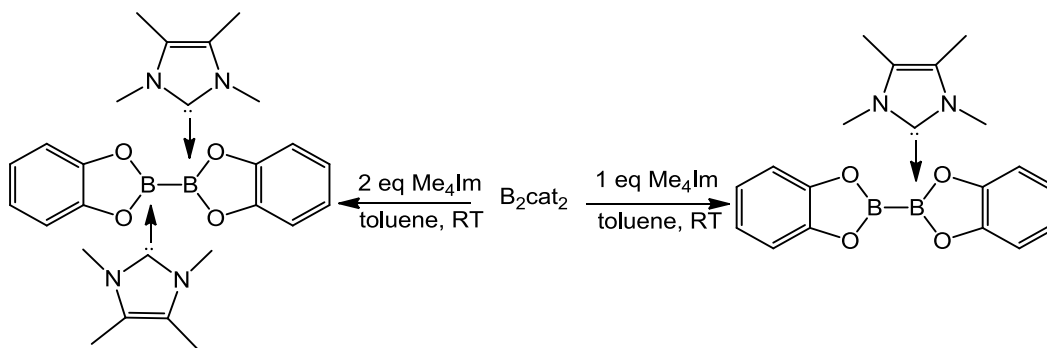 N N
O O
B B
O O
N N
2 eq Me4Im
toluene, RT
B2cat2
1 eq Me4Im
toluene, RT
N N
O O
B B
O O